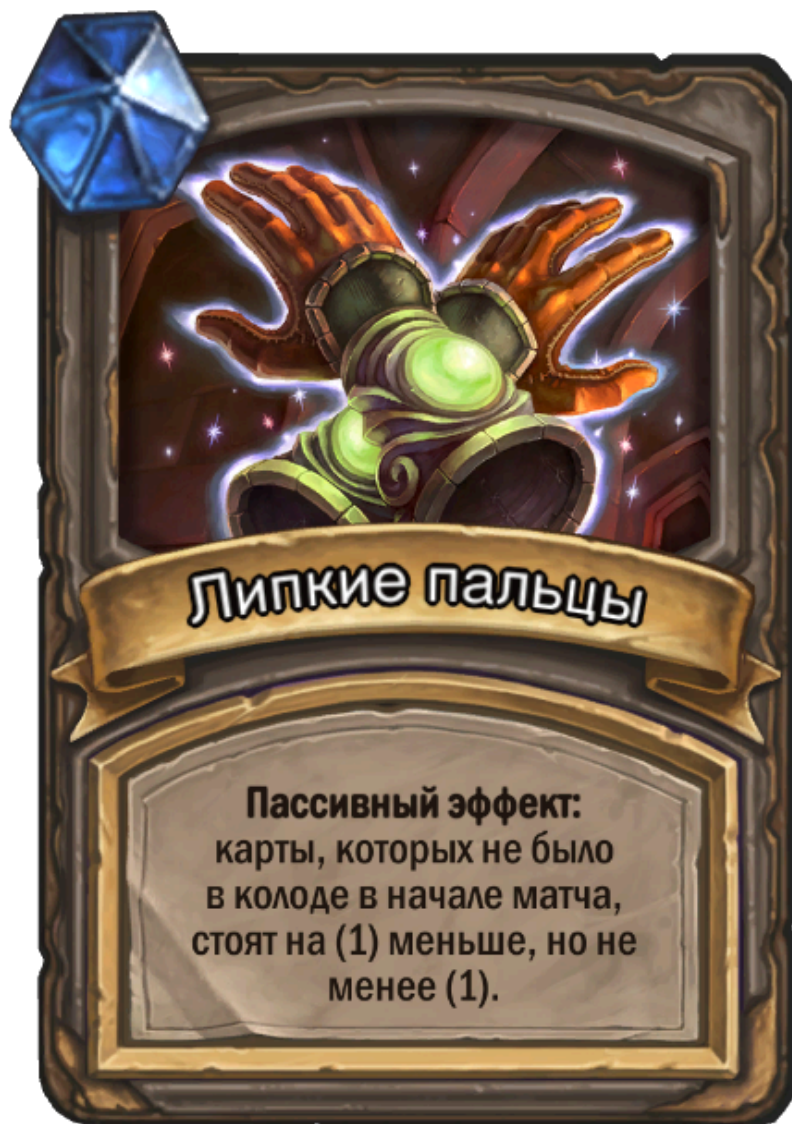 Липкие пальцы
Пассивный эффект:
карты, которых не было
в колоде в начале матча,
стоят на (1) меньше, но не
менее (1).